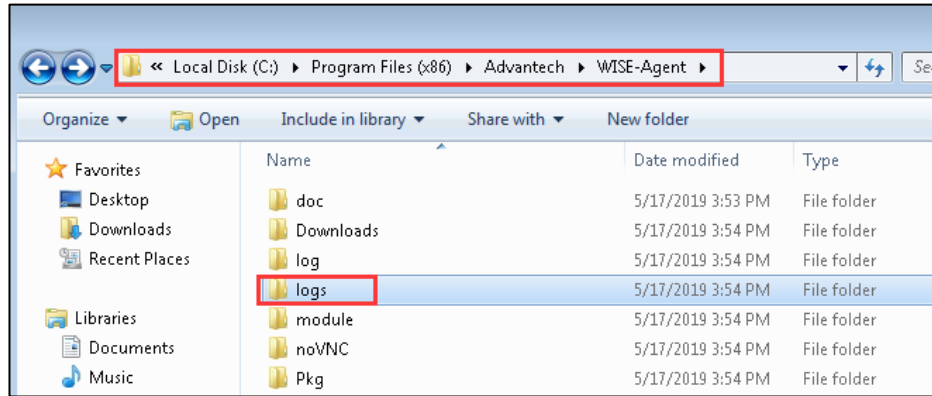 « Local Disk (C:) ▸ Program Files (x86) ▸ Advantech ▸ WISE-Agent ▸ Se
Organize Open Include in library Share with New folder
Favorites
Desktop
Downloads
Recent Places
Libraries
Documents
Music
Name Date modified Type
doc 5/17/2019 3:53 PM File folder
Downloads 5/17/2019 3:54 PM File folder
log 5/17/2019 3:54 PM File folder
logs 5/17/2019 3:54 PM File folder
module 5/17/2019 3:54 PM File folder
noVNC 5/17/2019 3:54 PM File folder
Pkg 5/17/2019 3:54 PM File folder